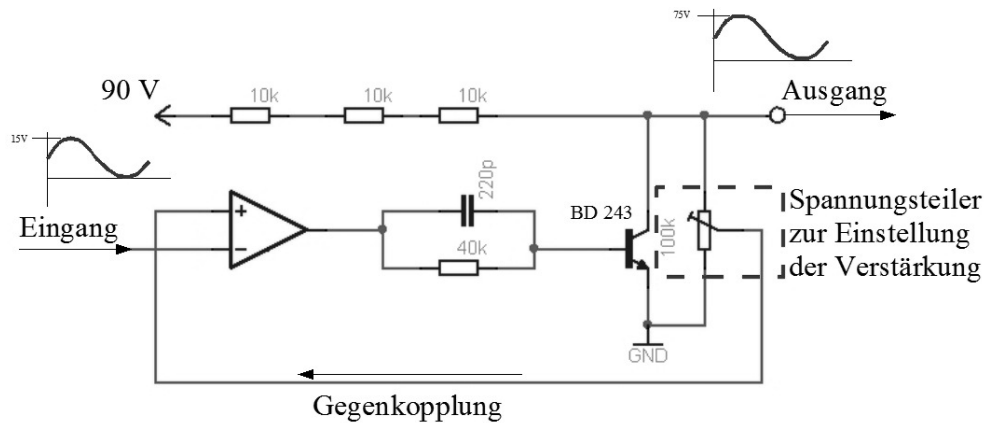 75V
90 V
10k
10k
10k
Ausgang
15V
220p
BD 243
Spannungsteiler
zur Einstellung
der Verstärkung
Eingang
+
−
40k
100k
GND
Gegenkopplung